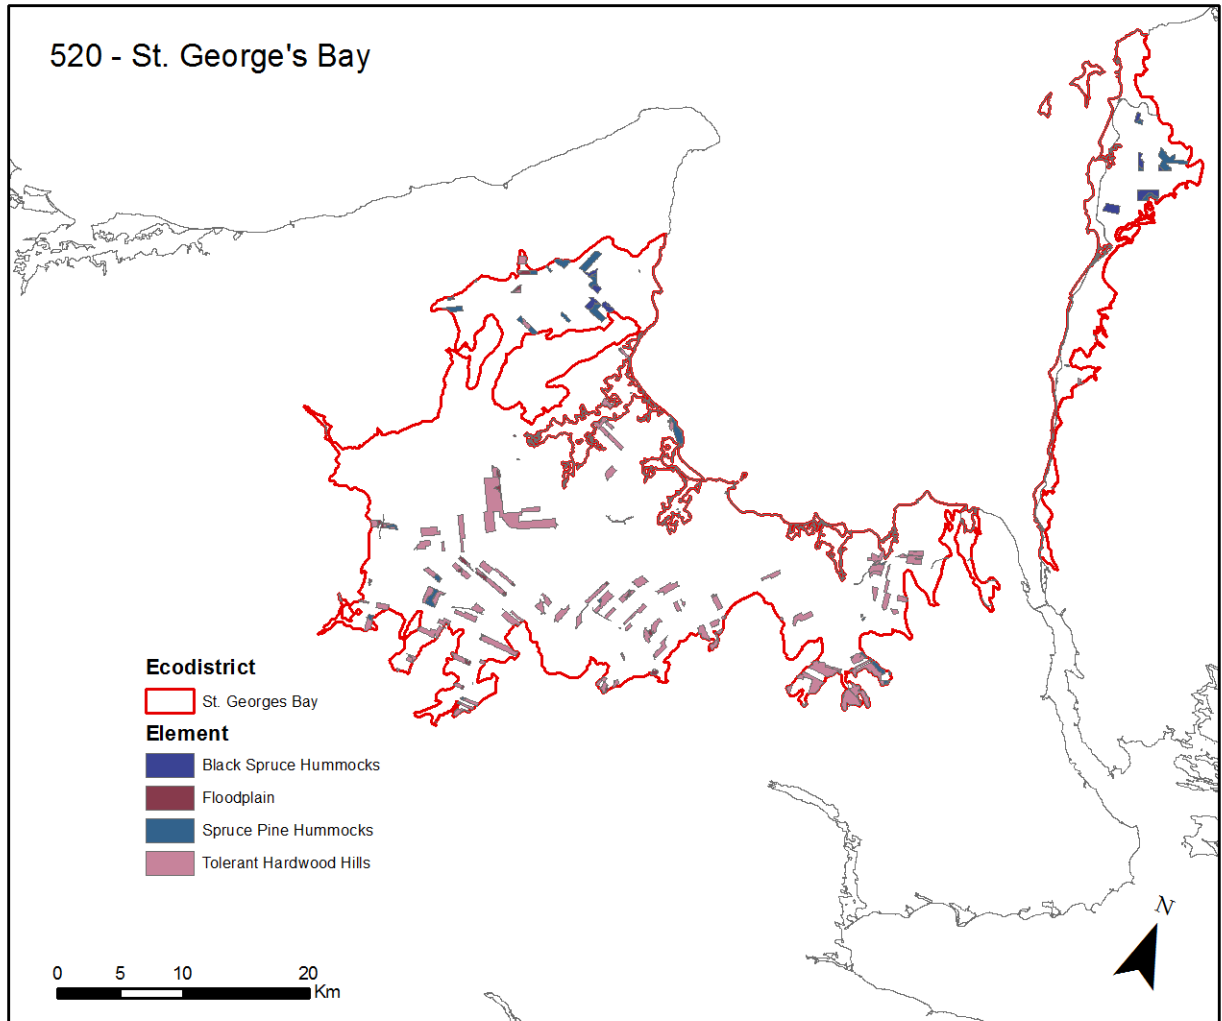 520 - St. George's Bay
Ecodistrict
St. Georges Bay
Element
Black Spruce Hummocks
Floodplain
Spruce Pine Hummocks
Tolerant Hardwood Hills
N
0 5 10 20
Km